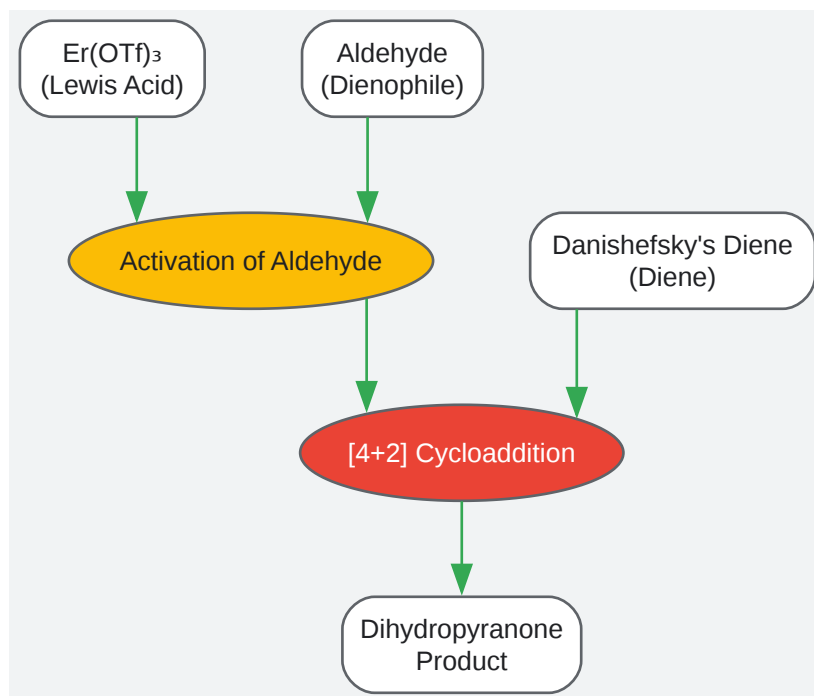 Er(OTf)₃
(Lewis Acid)
Aldehyde
(Dienophile)
Activation of Aldehyde
Danishefsky's Diene
(Diene)
[4+2] Cycloaddition
Dihydropyranone
Product